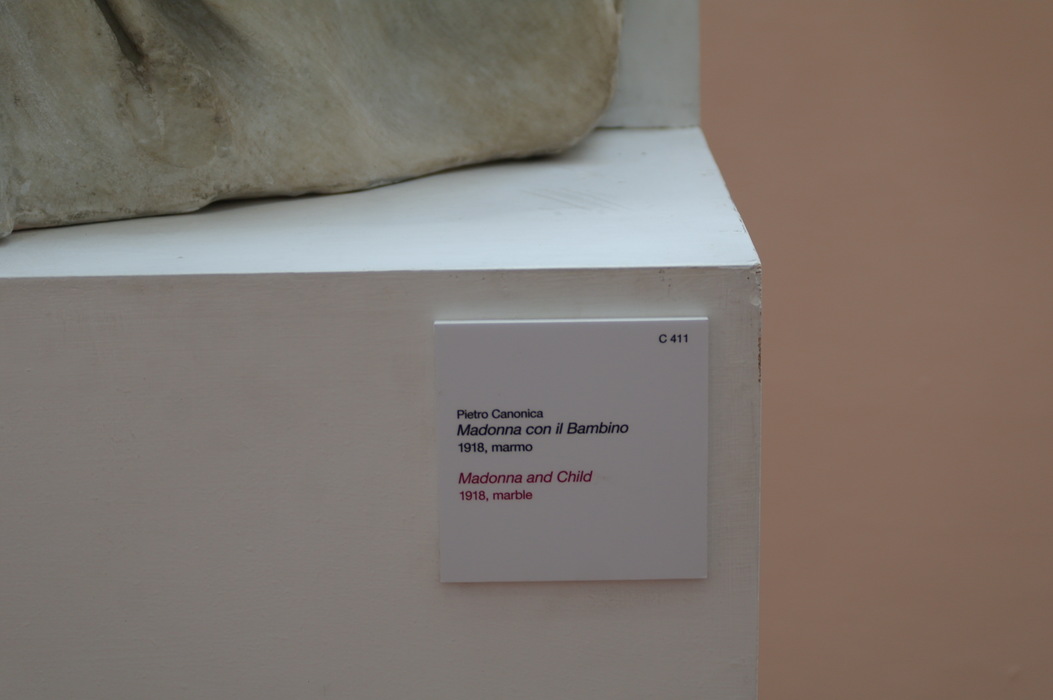 C 411
Pietro Canonica
Madonna con il Bambino
1918, marmo
Madonna and Child
1918, marble